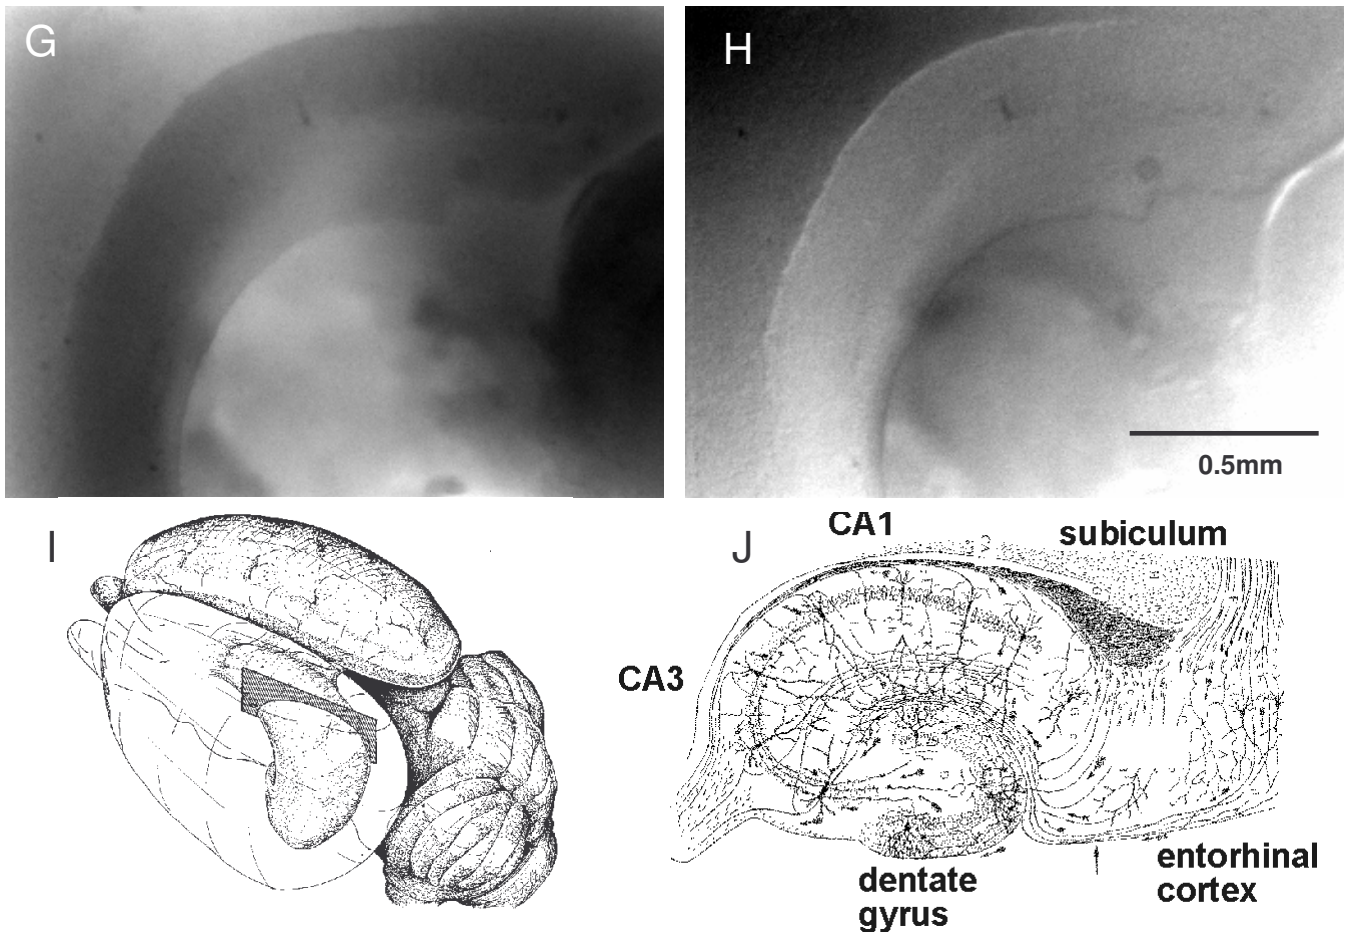 G
H
0.5mm
I
J
CA1
subiculum
CA3
entorhinal
cortex
dentate
gyrus